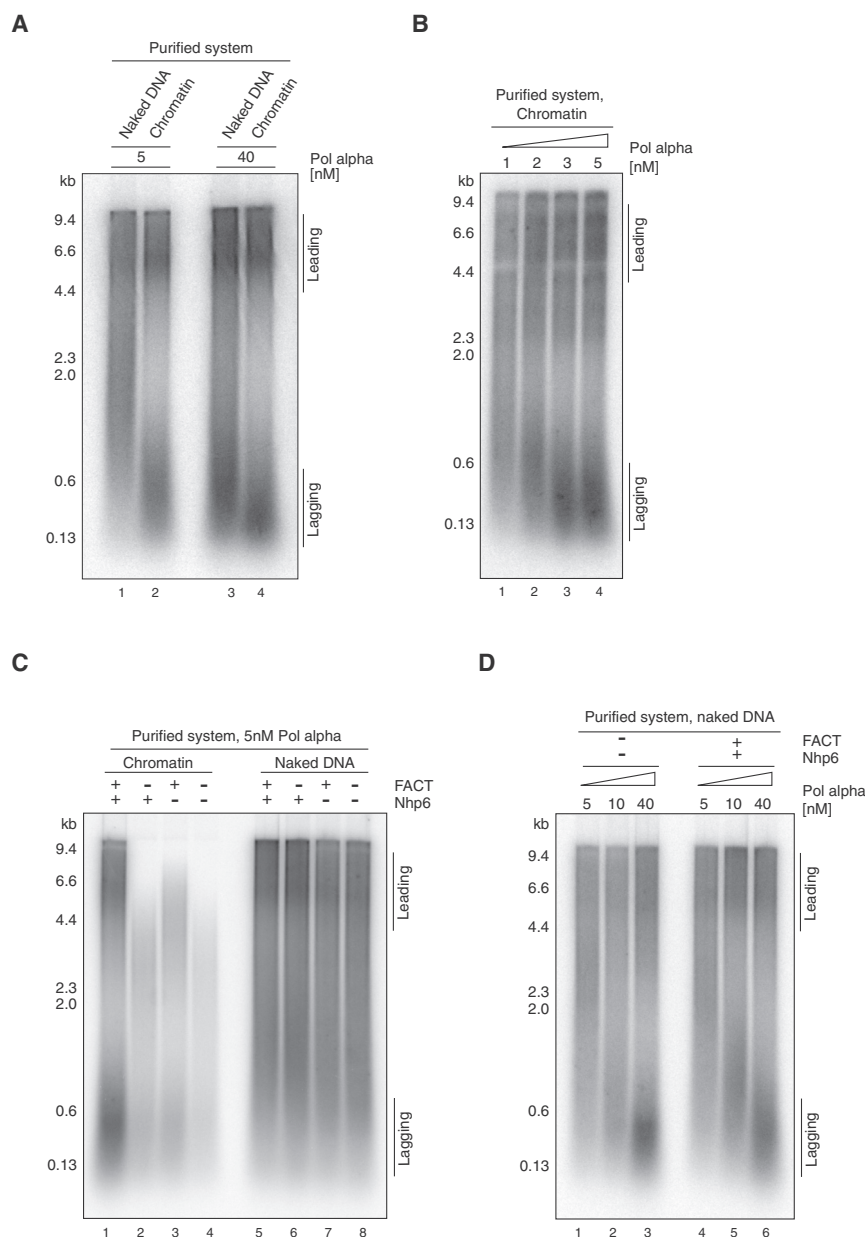 A
Purified system
Naked DNA
Chromatin
Naked DNA
Chromatin
5 40 Pol alpha
[nM]
kb
9.4
6.6
4.4
2.3
2.0
0.6
0.13
Leading
Lagging
1 2 3 4
B
Purified system,
Chromatin
Pol alpha
1 2 3 5 [nM]
kb
9.4
6.6
4.4
2.3
2.0
0.6
0.13
Leading
Lagging
1 2 3 4
C
Purified system, 5nM Pol alpha
Chromatin Naked DNA
+ - + - + - + - FACT
+ + - - + + - - Nhp6
kb
9.4
6.6
4.4
2.3
2.0
0.6
0.13
Leading
Lagging
1 2 3 4 5 6 7 8
D
Purified system, naked DNA
- + FACT
- + Nhp6
Pol alpha
5 10 40 5 10 40 [nM]
kb
9.4
6.6
4.4
2.3
2.0
0.6
0.13
Leading
Lagging
1 2 3 4 5 6